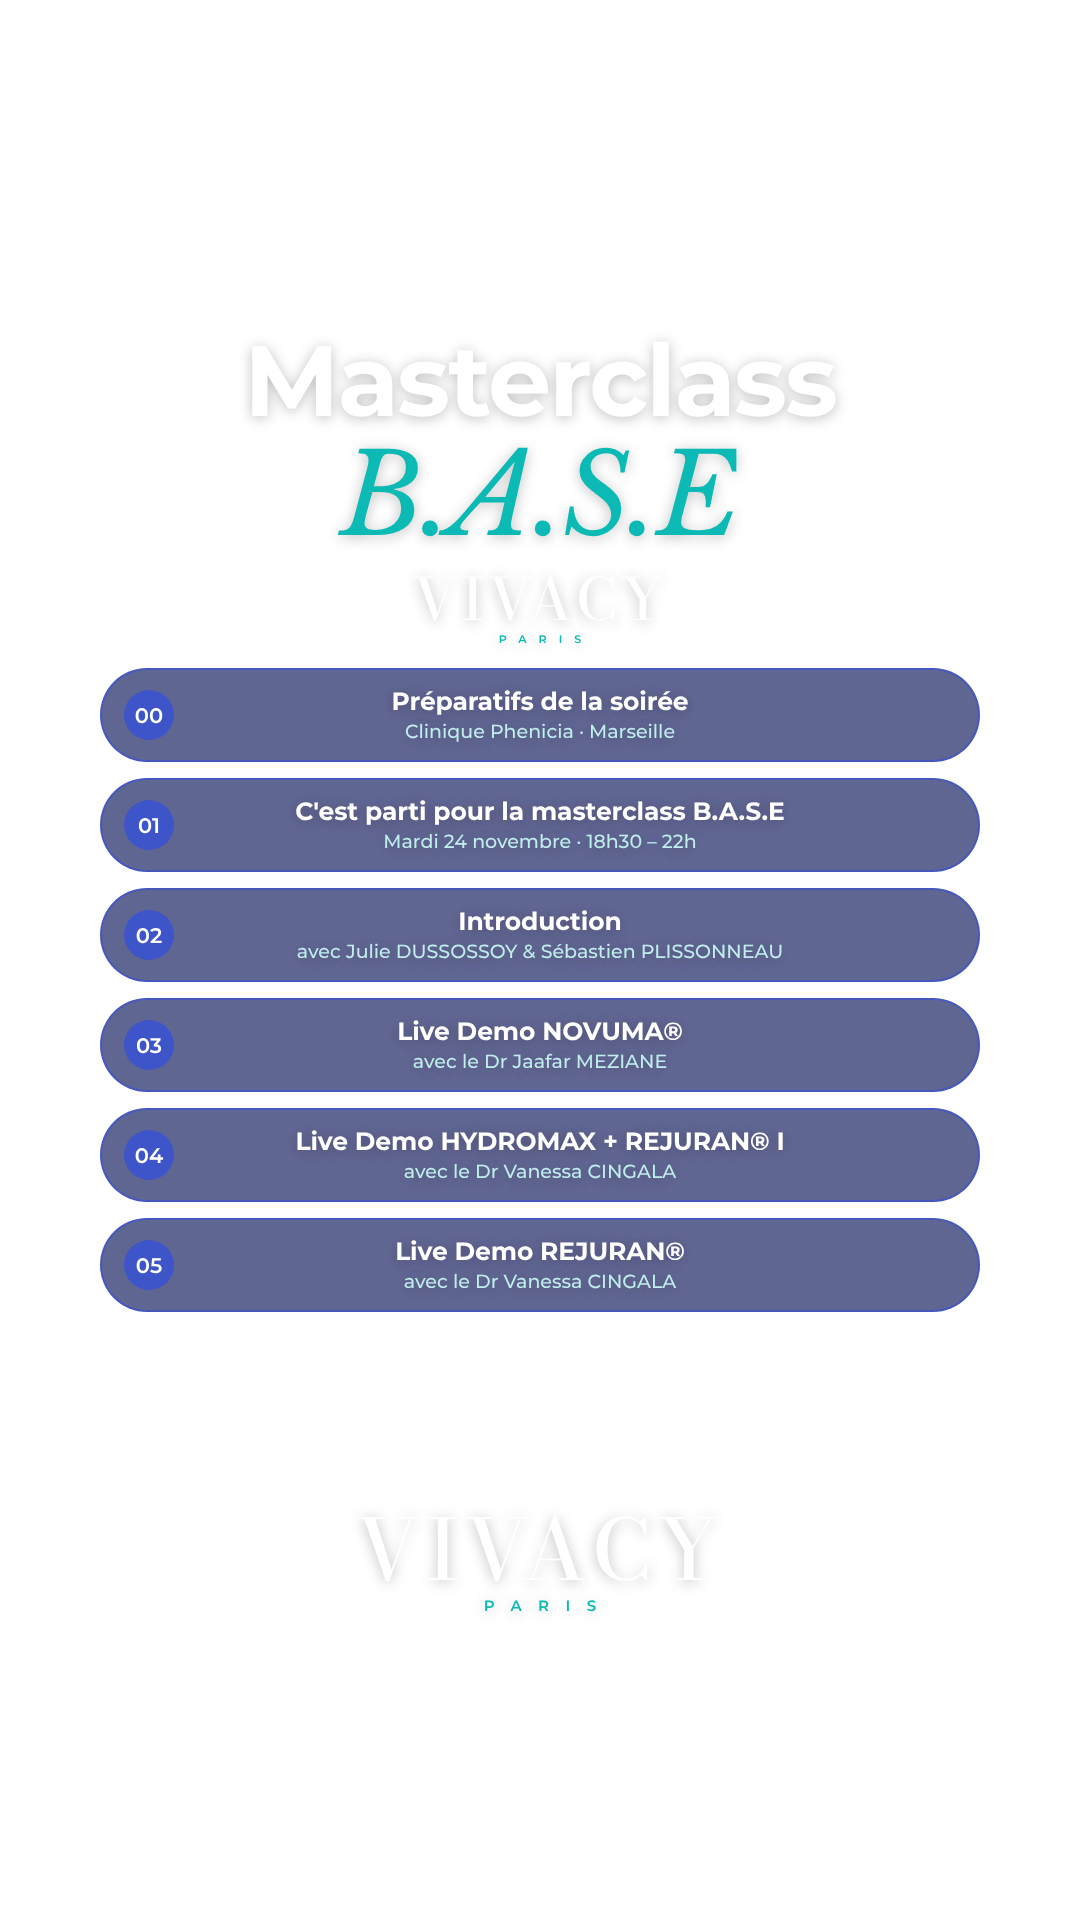 Masterclass
B.A.S.E
VIVACY
PARIS
00
Préparatifs de la soirée
Clinique Phenicia · Marseille
01
C'est parti pour la masterclass B.A.S.E
Mardi 24 novembre · 18h30 – 22h
02
Introduction
avec Julie DUSSOSSOY & Sébastien PLISSONNEAU
03
Live Demo NOVUMA®
avec le Dr Jaafar MEZIANE
04
Live Demo HYDROMAX + REJURAN® I
avec le Dr Vanessa CINGALA
05
Live Demo REJURAN®
avec le Dr Vanessa CINGALA
VIVACY
PARIS